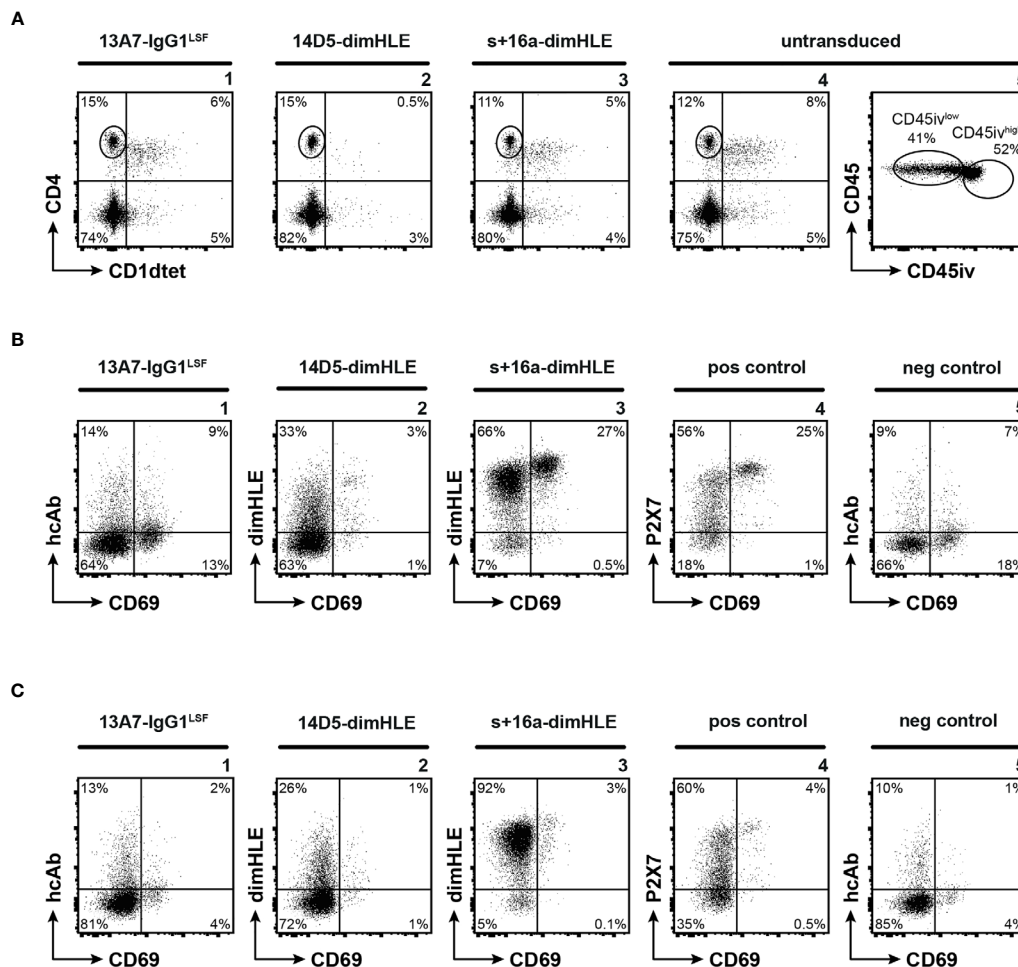 A
13A7-IgG1LSF 14D5-dimHLE s+16a-dimHLE untransduced
1 2 3 4
15% 6% 15% 0.5% 11% 5% 12% 8%
CD45ivlow
41%
CD45ivhigh
52%
74% 5% 82% 3% 80% 4% 75% 5%
CD4
CD1dtet
CD45
CD45iv
B
13A7-IgG1LSF 14D5-dimHLE s+16a-dimHLE pos control neg control
1 2 3 4
14% 9% 33% 3% 66% 27% 56% 25% 9% 7%
hcAb dimHLE dimHLE P2X7 hcAb
64% 13% 63% 1% 7% 0.5% 18% 1% 66% 18%
CD69 CD69 CD69 CD69 CD69
C
13A7-IgG1LSF 14D5-dimHLE s+16a-dimHLE pos control neg control
1 2 3 4
13% 2% 26% 1% 92% 3% 60% 4% 10% 1%
hcAb dimHLE dimHLE P2X7 hcAb
81% 4% 72% 1% 5% 0.1% 35% 0.5% 85% 4%
CD69 CD69 CD69 CD69 CD69